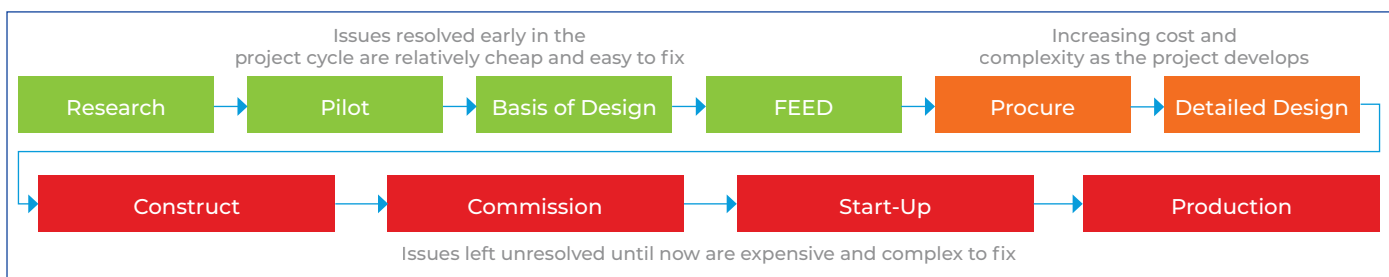 Issues resolved early in the
project cycle are relatively cheap and easy to fix
Increasing cost and
complexity as the project develops
Research
Pilot
Basis of Design
FEED
Procure
Detailed Design
Construct
Commission
Start-Up
Production
Issues left unresolved until now are expensive and complex to fix